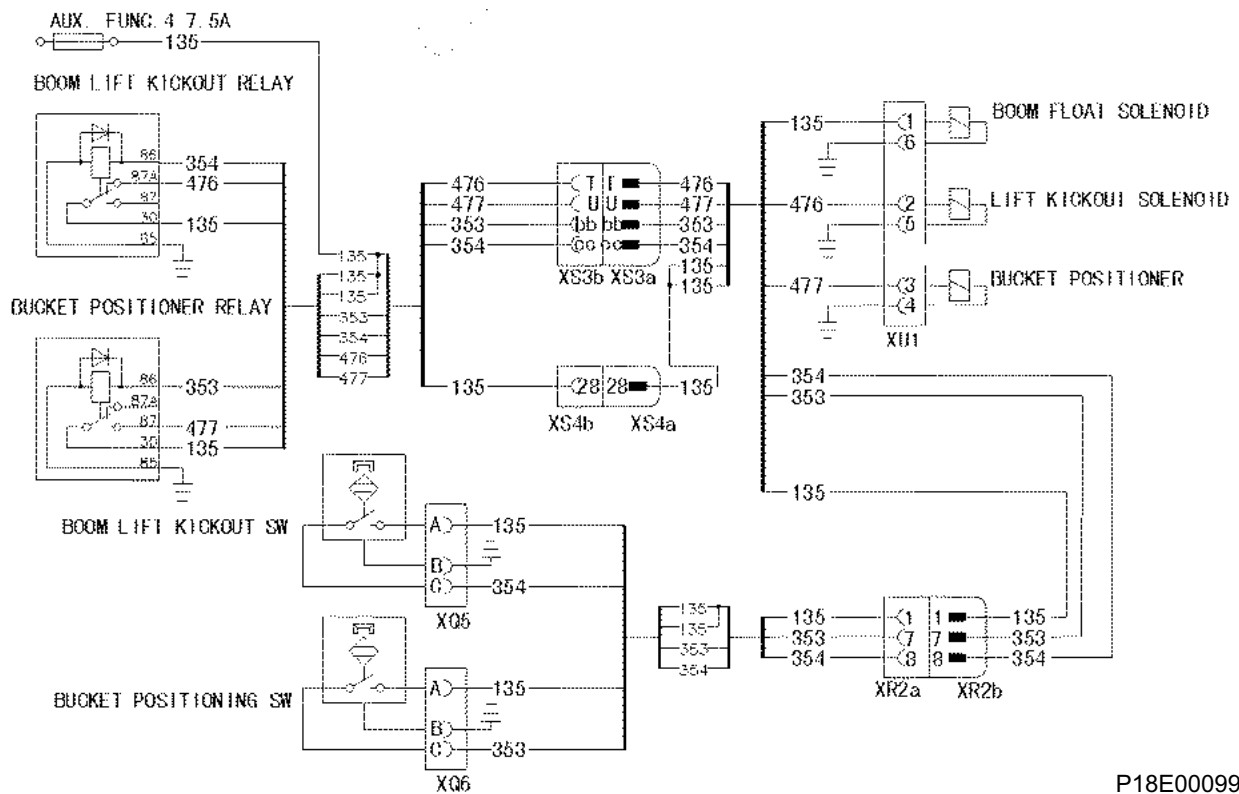 AUX. FUNC. 4 7.5A
135
BOOM LIFT KICKOUT RELAY
86 354
87A 476
87
30 135
85
BUCKET POSITIONER RELAY
86 353
87A
87 477
30 135
85
135
135
135
353
354
476
477
476 T T 476
477 U U 477
353 bb bb 353
354 cc cc 354
135
135
XS3b XS3a
135 28 28 135
XS4b XS4a
135 1 BOOM FLOAT SOLENOID
6
476 2 LIFT KICKOUT SOLENOID
5
477 3 BUCKET POSITIONER
4
XU1
354
353
135
BOOM LIFT KICKOUT SW
A 135
B
C 354
XQ5
BUCKET POSITIONING SW
A 135
B
C 353
XQ6
135
135
353
354
135 1 1 135
353 7 7 353
354 8 8 354
XR2a XR2b
P18E00099